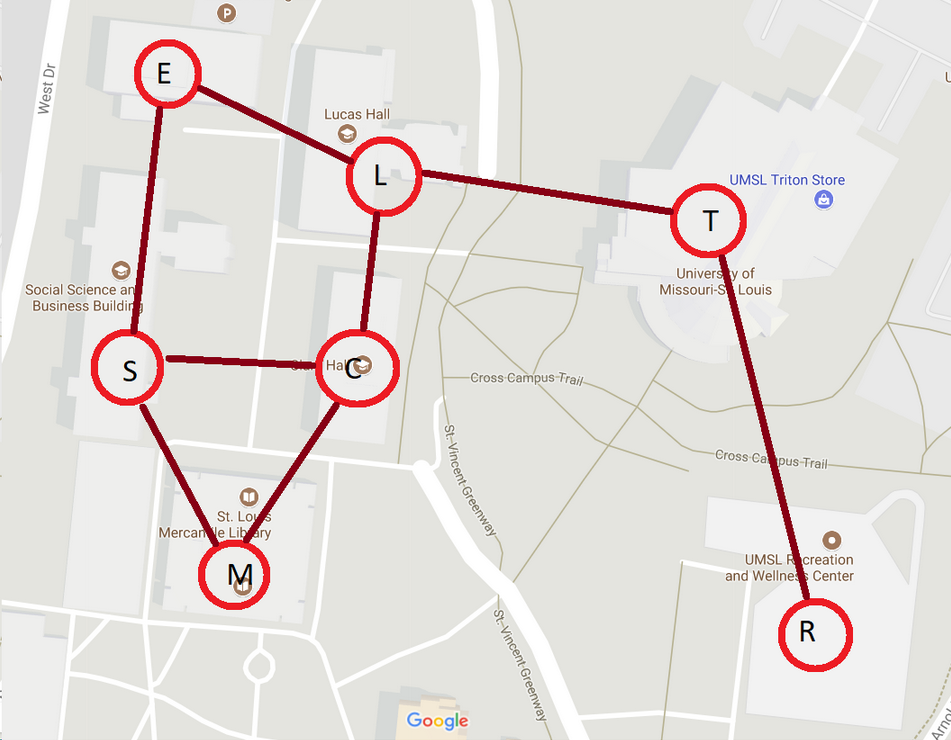 P
E
West Dr
Lucas Hall
L
UMSL Triton Store
T
University of
Missouri-St. Louis
Social Science and
Business Building
S
Hall
C
Cross Campus Trail
St. Vincent Greenway
Cross Campus Trail
St. Louis
Mercantile Library
M
UMSL Recreation
and Wellness Center
R
St. Vincent Greenway
Google